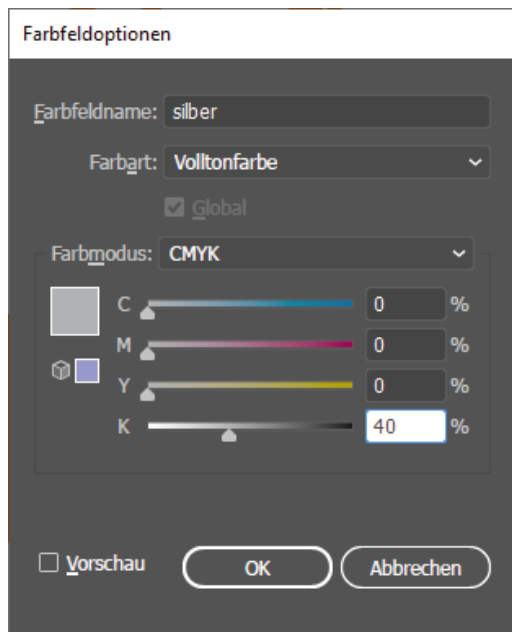 Farbfeldoptionen
Farbfeldname: silber
Farbart: Volltonfarbe
Global
Farbmodus: CMYK
C 0 %
M 0 %
Y 0 %
K 40 %
Vorschau OK Abbrechen